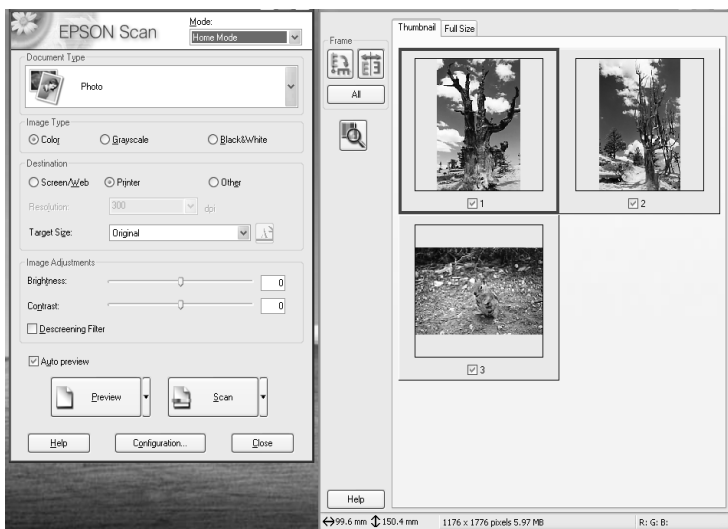 EPSON Scan
Mode:
Home Mode
Document Type
Photo
Image Type
Color
Grayscale
Black&White
Destination
Screen/Web
Printer
Other
Resolution:
300
dpi
Target Size:
Original
Image Adjustments
Brightness:
0
Contrast:
0
Descreening Filter
Auto preview
Preview
Scan
Help
Configuration...
Close
Frame
All
Help
Thumbnail
Full Size
1
2
3
99.6 mm
150.4 mm
1176 x 1776 pixels 5.97 MB
R: G: B: